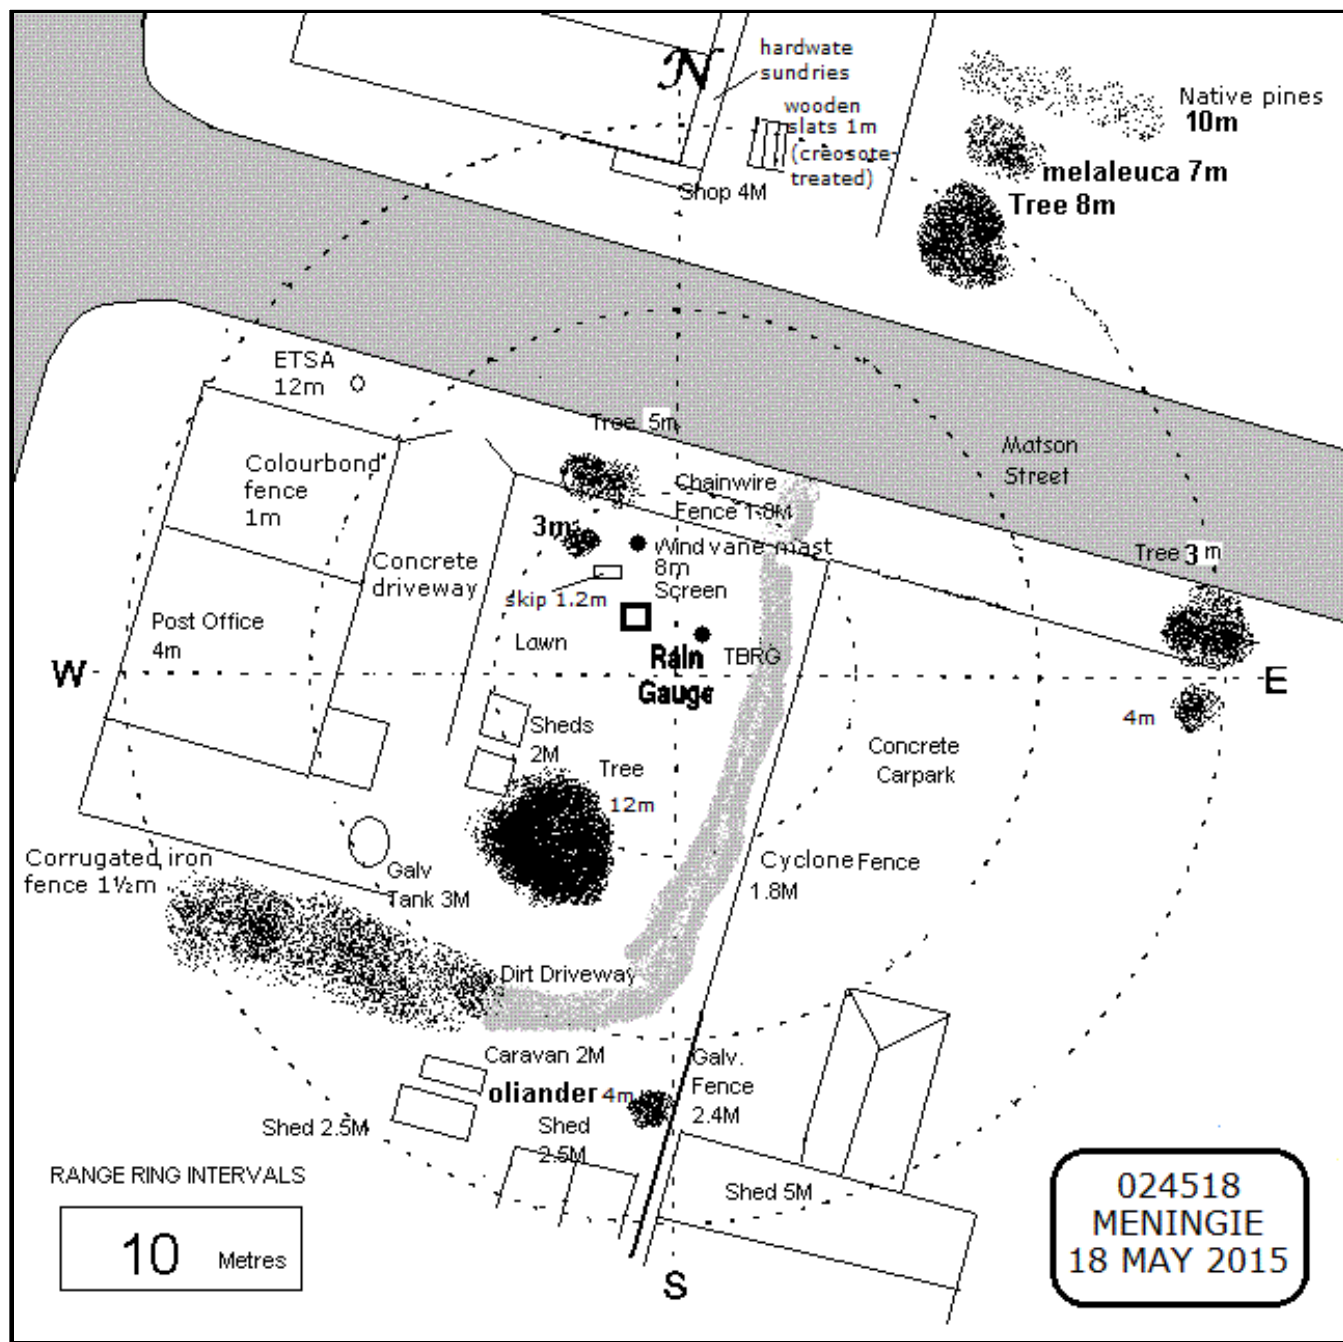 N
hardwate
sundries
wooden
slats 1m
(creosote-
treated)
Shop 4M
Native pines
10m
melaleuca 7m
Tree 8m
ETSA
12m
Tree 5m
Matson
Street
Colourbond
fence
1m
Chainwire
Fence 1.8M
3m
Wind vane mast
8m
Screen
Concrete
driveway
skip 1.2m
Tree 3m
Post Office
4m
Lawn
Rain
Gauge
TBRG
W
E
4m
Sheds
2M
Tree
12m
Concrete
Carpark
Corrugated iron
fence 1½m
Galv
Tank 3M
Cyclone Fence
1.8M
Dirt Driveway
Caravan 2M
oliander 4m
Galv.
Fence
2.4M
Shed 2.5M
Shed
2.5M
Shed 5M
RANGE RING INTERVALS
10 Metres
S
024518
MENINGIE
18 MAY 2015